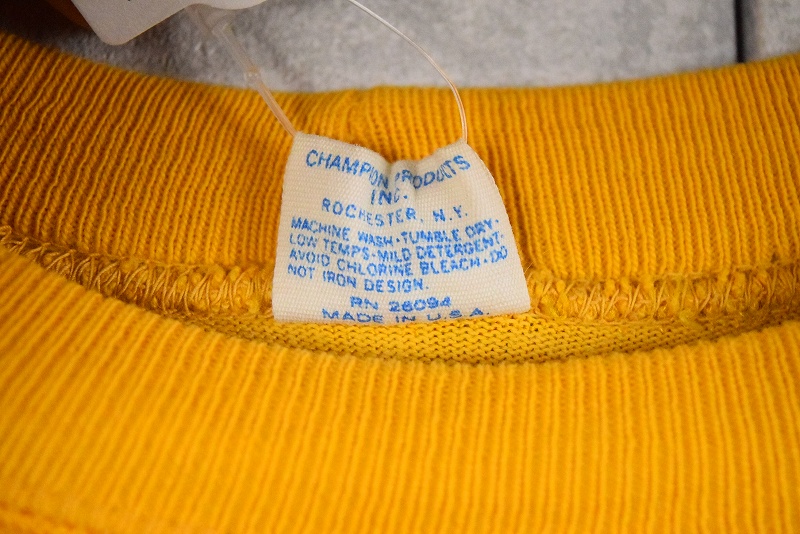 CHAMPION PRODUCTS
INC.
ROCHESTER, N.Y.
MACHINE WASH·TUMBLE DRY·
LOW TEMPS·MILD DETERGENT·
AVOID CHLORINE BLEACH·DO
NOT IRON DESIGN.
RN 26094
MADE IN U.S.A.